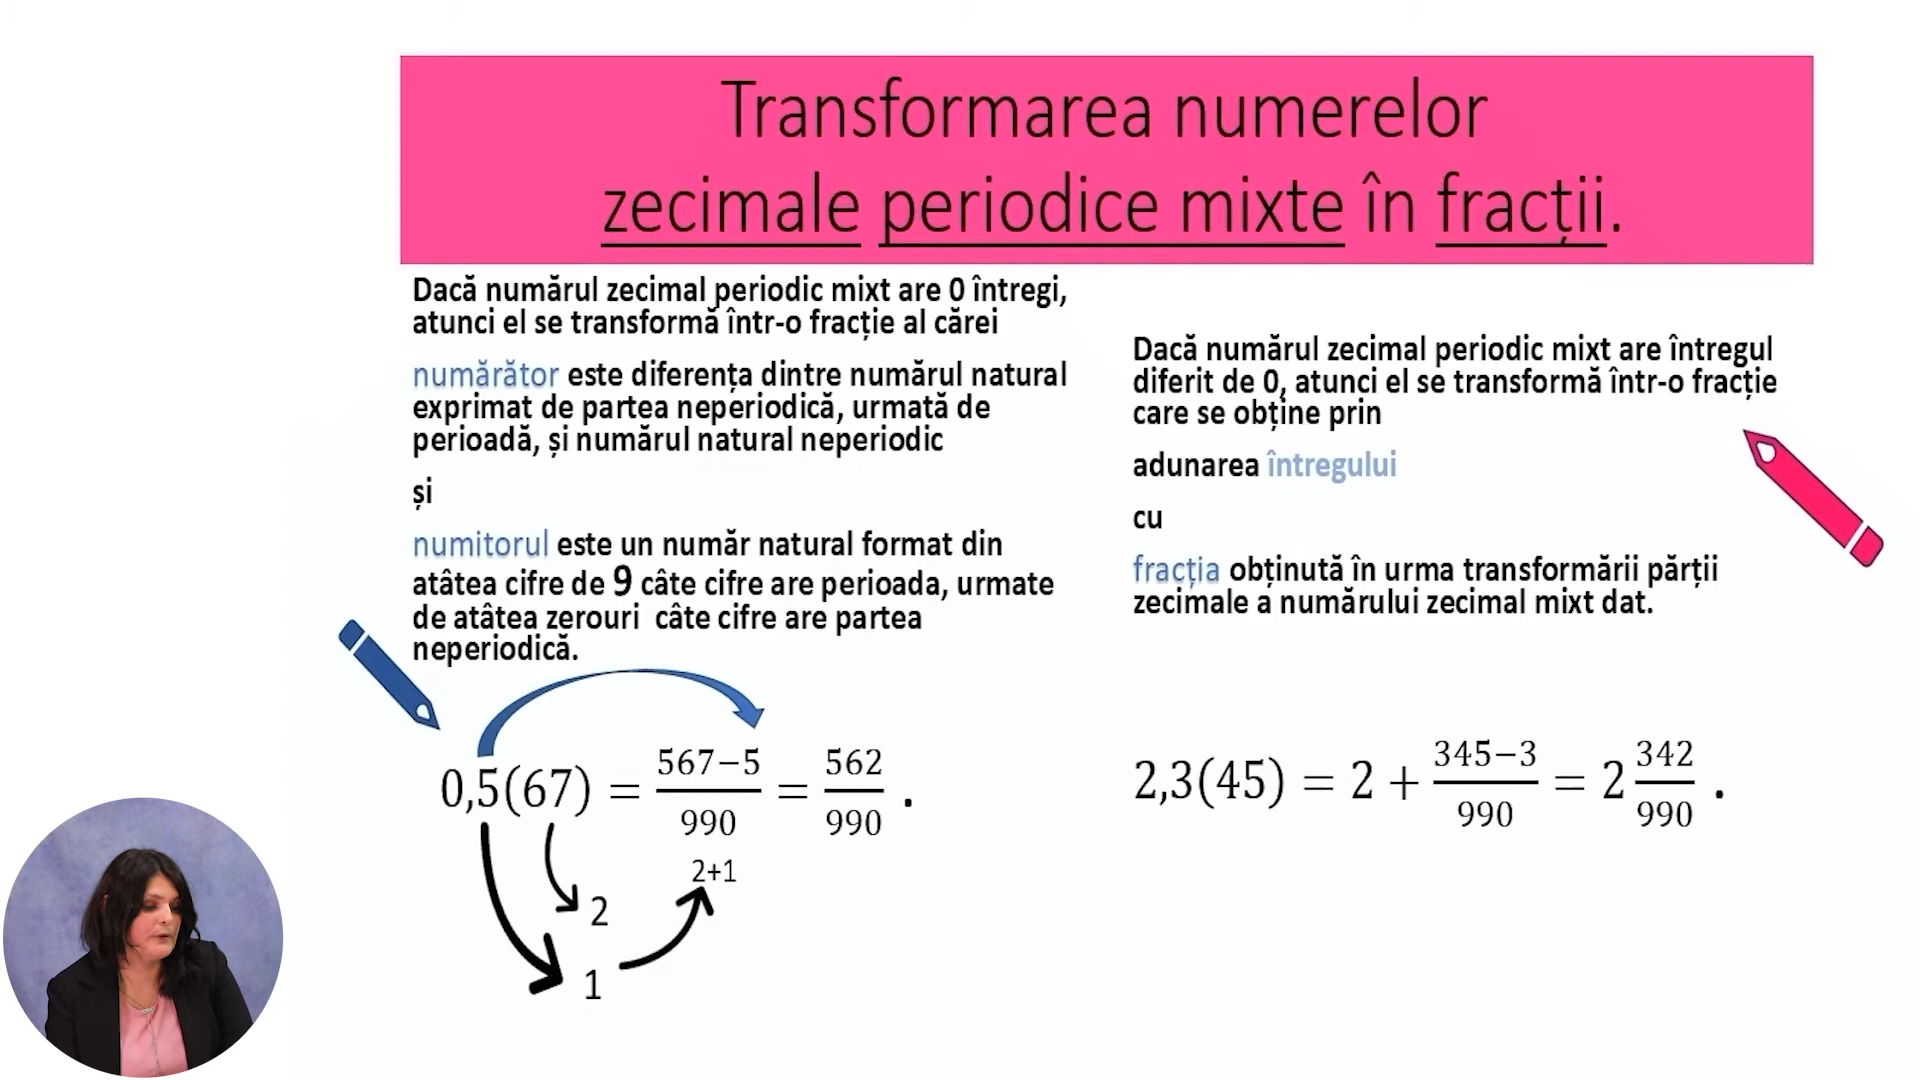 Transformarea numerelor
zecimale periodice mixte în fracții.
Dacă numărul zecimal periodic mixt are 0 întregi,
atunci el se transformă într-o fracție al cărei
numărător este diferența dintre numărul natural
exprimat de partea neperiodică, urmată de
perioadă, și numărul natural neperiodic
și
numitorul este un număr natural format din
atâtea cifre de 9 câte cifre are perioada, urmate
de atâtea zerouri câte cifre are partea
neperiodică.
0,5(67) = \frac{567-5}{990} = \frac{562}{990} .
2+1
2
1
Dacă numărul zecimal periodic mixt are întregul
diferit de 0, atunci el se transformă într-o fracție
care se obține prin
adunarea întregului
cu
fracția obținută în urma transformării părții
zecimale a numărului zecimal mixt dat.
2,3(45) = 2 + \frac{345-3}{990} = 2 \frac{342}{990} .